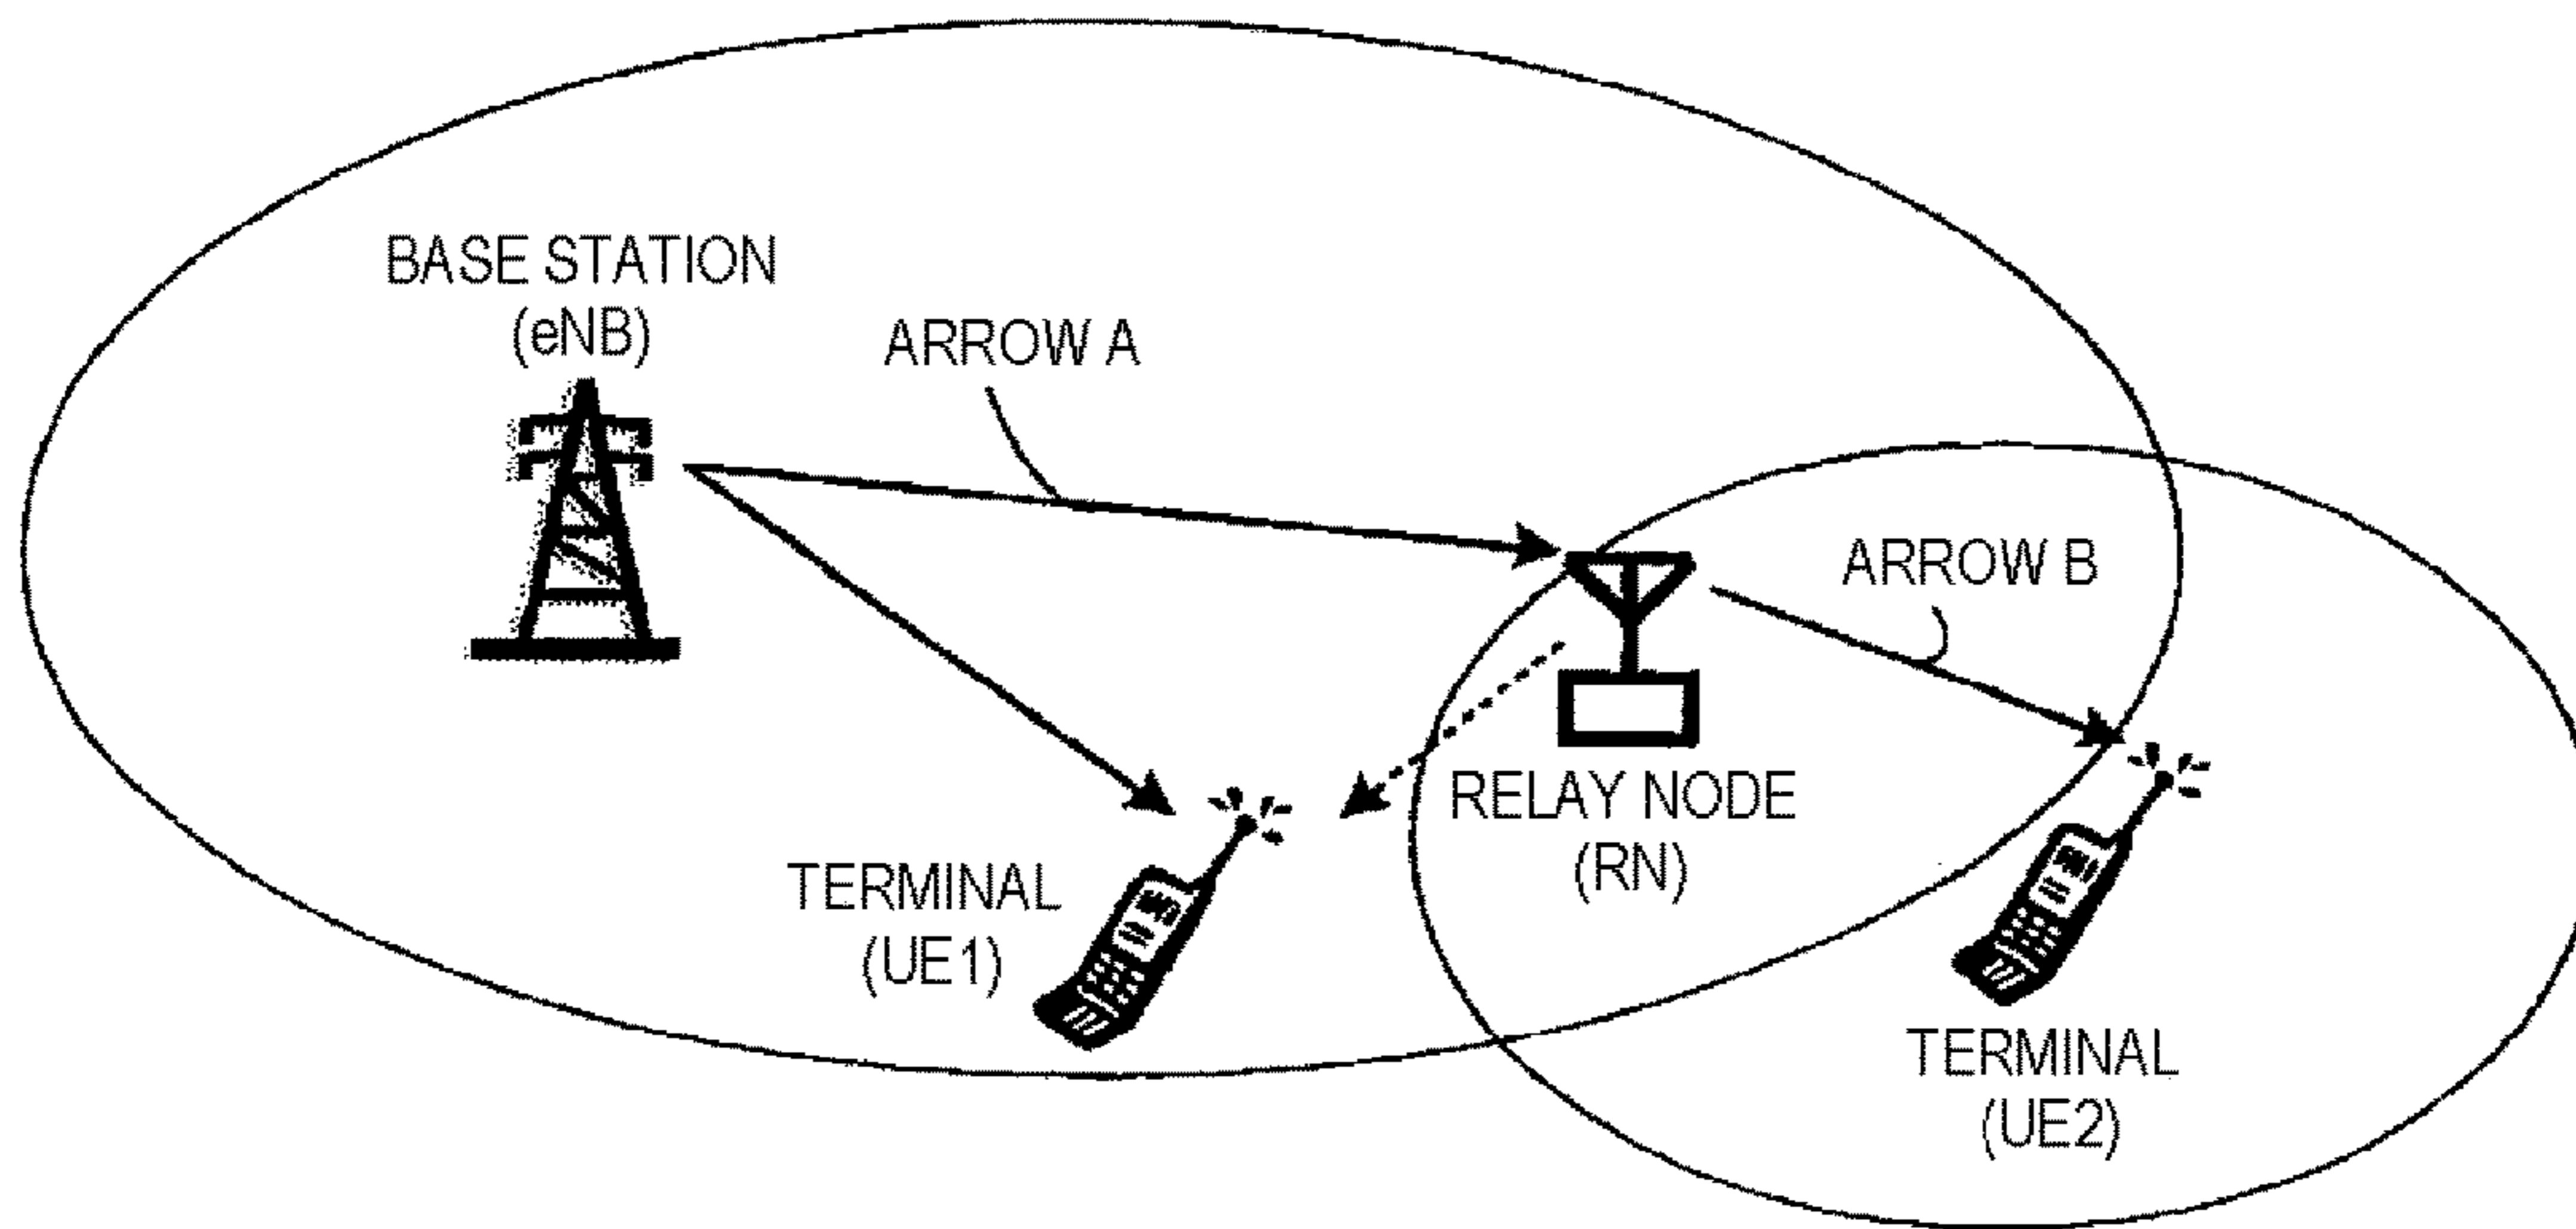 BASE STATION
(eNB)
ARROW A
ARROW B
RELAY NODE
(RN)
TERMINAL
(UE1)
TERMINAL
(UE2)